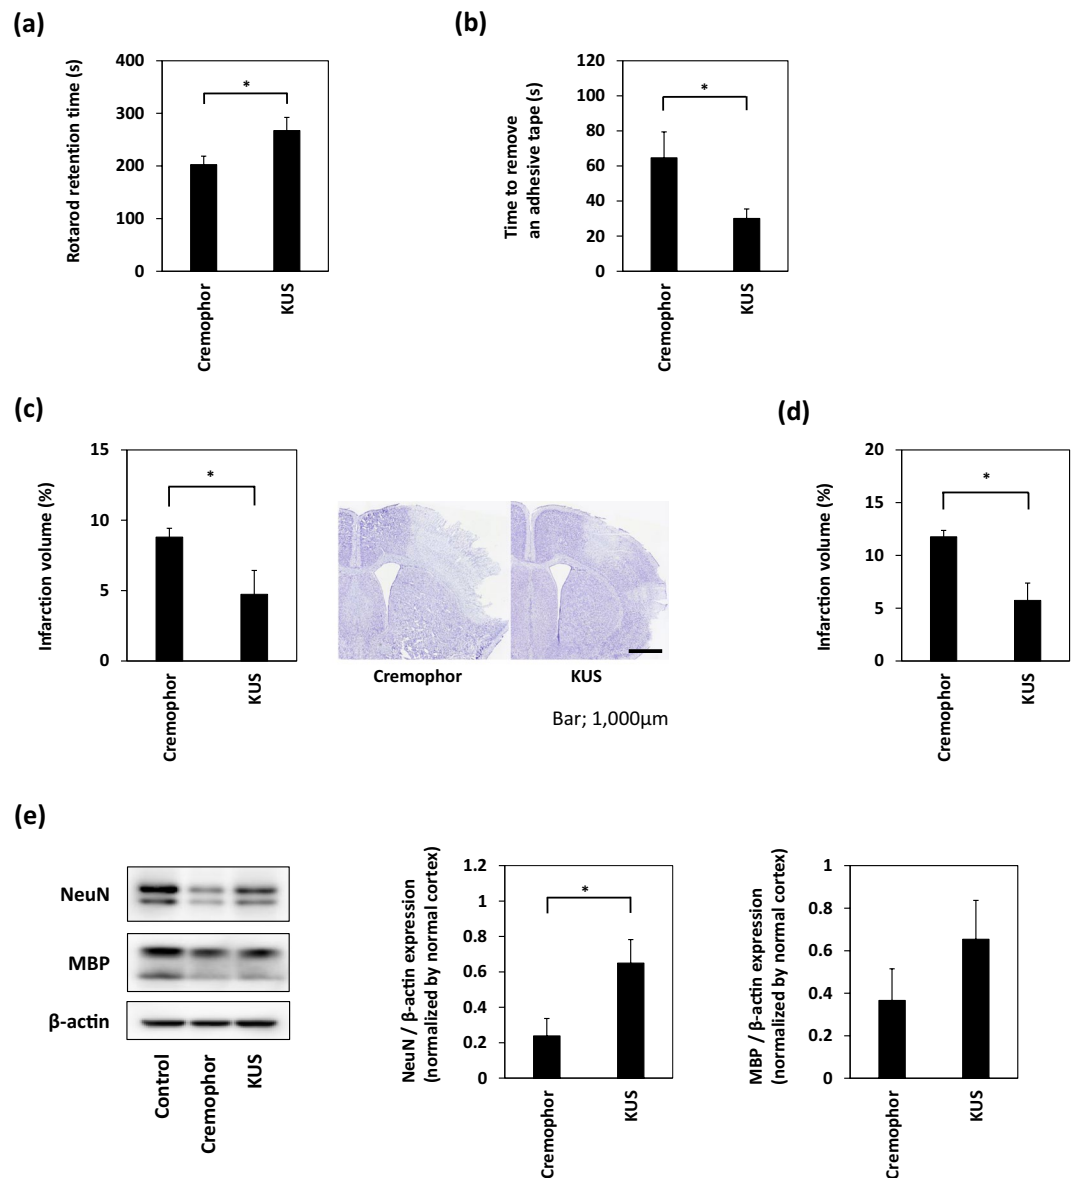 (a)
Rotarod retention time (s)
400
300
200
100
0
*
Cremophor
KUS
(b)
Time to remove
an adhesive tape (s)
120
100
80
60
40
20
0
*
Cremophor
KUS
(c)
Infarction volume (%)
15
10
5
0
*
Cremophor
KUS
Cremophor
KUS
Bar; 1,000μm
(d)
Infarction volume (%)
20
15
10
5
0
*
Cremophor
KUS
(e)
NeuN
MBP
β-actin
Control
Cremophor
KUS
NeuN / β-actin expression
(normalized by normal cortex)
1.2
1
0.8
0.6
0.4
0.2
0
*
Cremophor
KUS
MBP / β-actin expression
(normalized by normal cortex)
1
0.8
0.6
0.4
0.2
0
Cremophor
KUS